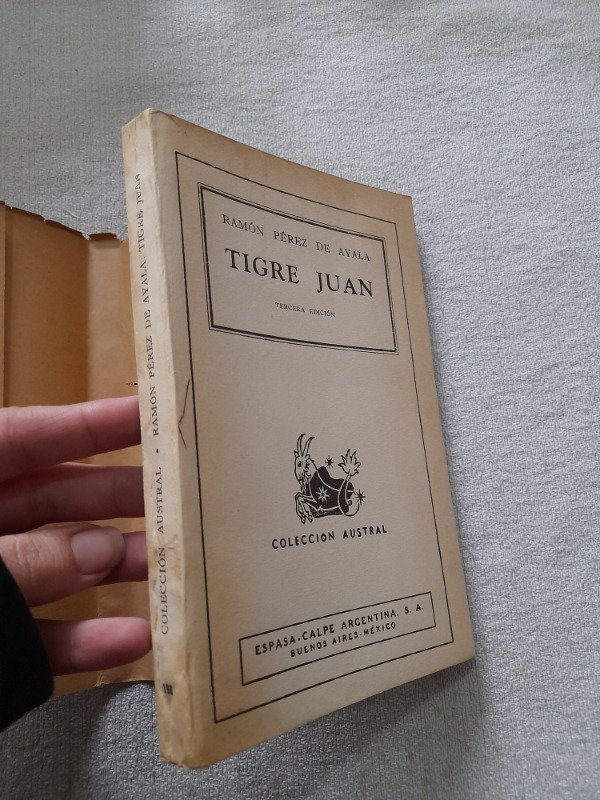 RAMÓN PÉREZ DE AYALA
TIGRE JUAN
TERCERA EDICIÓN
COLECCIÓN AUSTRAL
ESPASA-CALPE ARGENTINA, S. A.
BUENOS AIRES-MÉXICO
COLECCIÓN AUSTRAL • RAMÓN PÉREZ DE AYALA: TIGRE JUAN